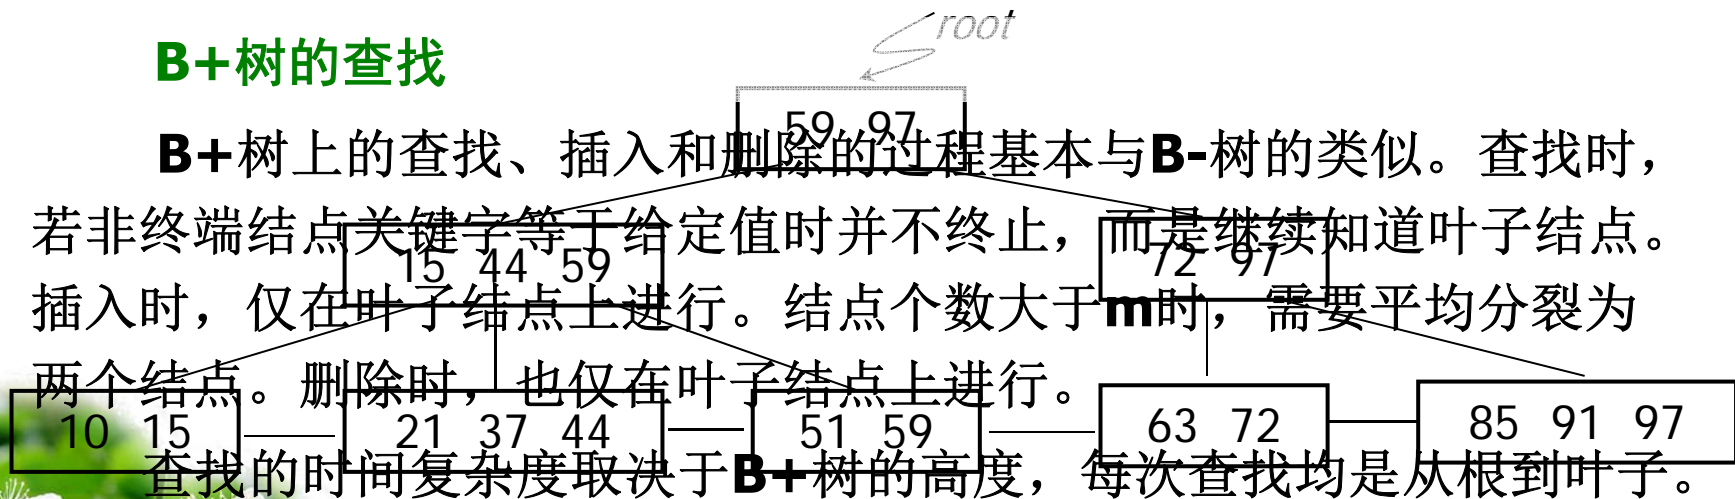 root
B+树的查找
59 97
B+树上的查找、插入和删除的过程基本与B-树的类似。查找时，
若非终端结点关键字等于给定值时并不终止，而是继续知道叶子结点。
15 44 59
72 97
插入时，仅在叶子结点上进行。结点个数大于m时，需要平均分裂为
两个结点。删除时，也仅在叶子结点上进行。
10 15
21 37 44
51 59
63 72
85 91 97
查找的时间复杂度取决于B+树的高度，每次查找均是从根到叶子。